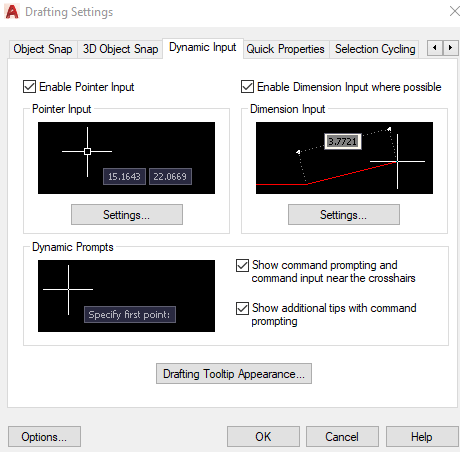 Drafting Settings
Object Snap 3D Object Snap Dynamic Input Quick Properties Selection Cycling
Enable Pointer Input
Enable Dimension Input where possible
Pointer Input
15.1643 22.0669
Settings...
Dimension Input
3.7721
Settings...
Dynamic Prompts
Specify first point:
Show command prompting and
command input near the crosshairs
Show additional tips with command
prompting
Drafting Tooltip Appearance...
Options... OK Cancel Help